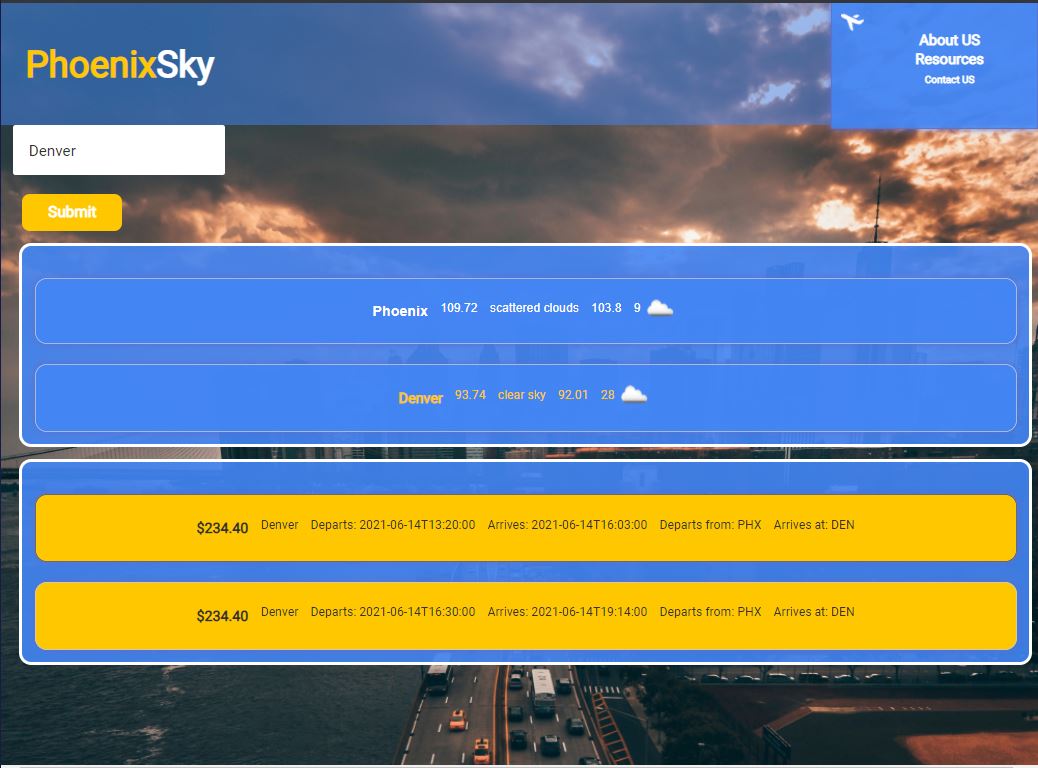 PhoenixSky
About US
Resources
Contact US
Denver
Submit
Phoenix 109.72 scattered clouds 103.8 9
Denver 93.74 clear sky 92.01 28
$234.40 Denver Departs: 2021-06-14T13:20:00 Arrives: 2021-06-14T16:03:00 Departs from: PHX Arrives at: DEN
$234.40 Denver Departs: 2021-06-14T16:30:00 Arrives: 2021-06-14T19:14:00 Departs from: PHX Arrives at: DEN